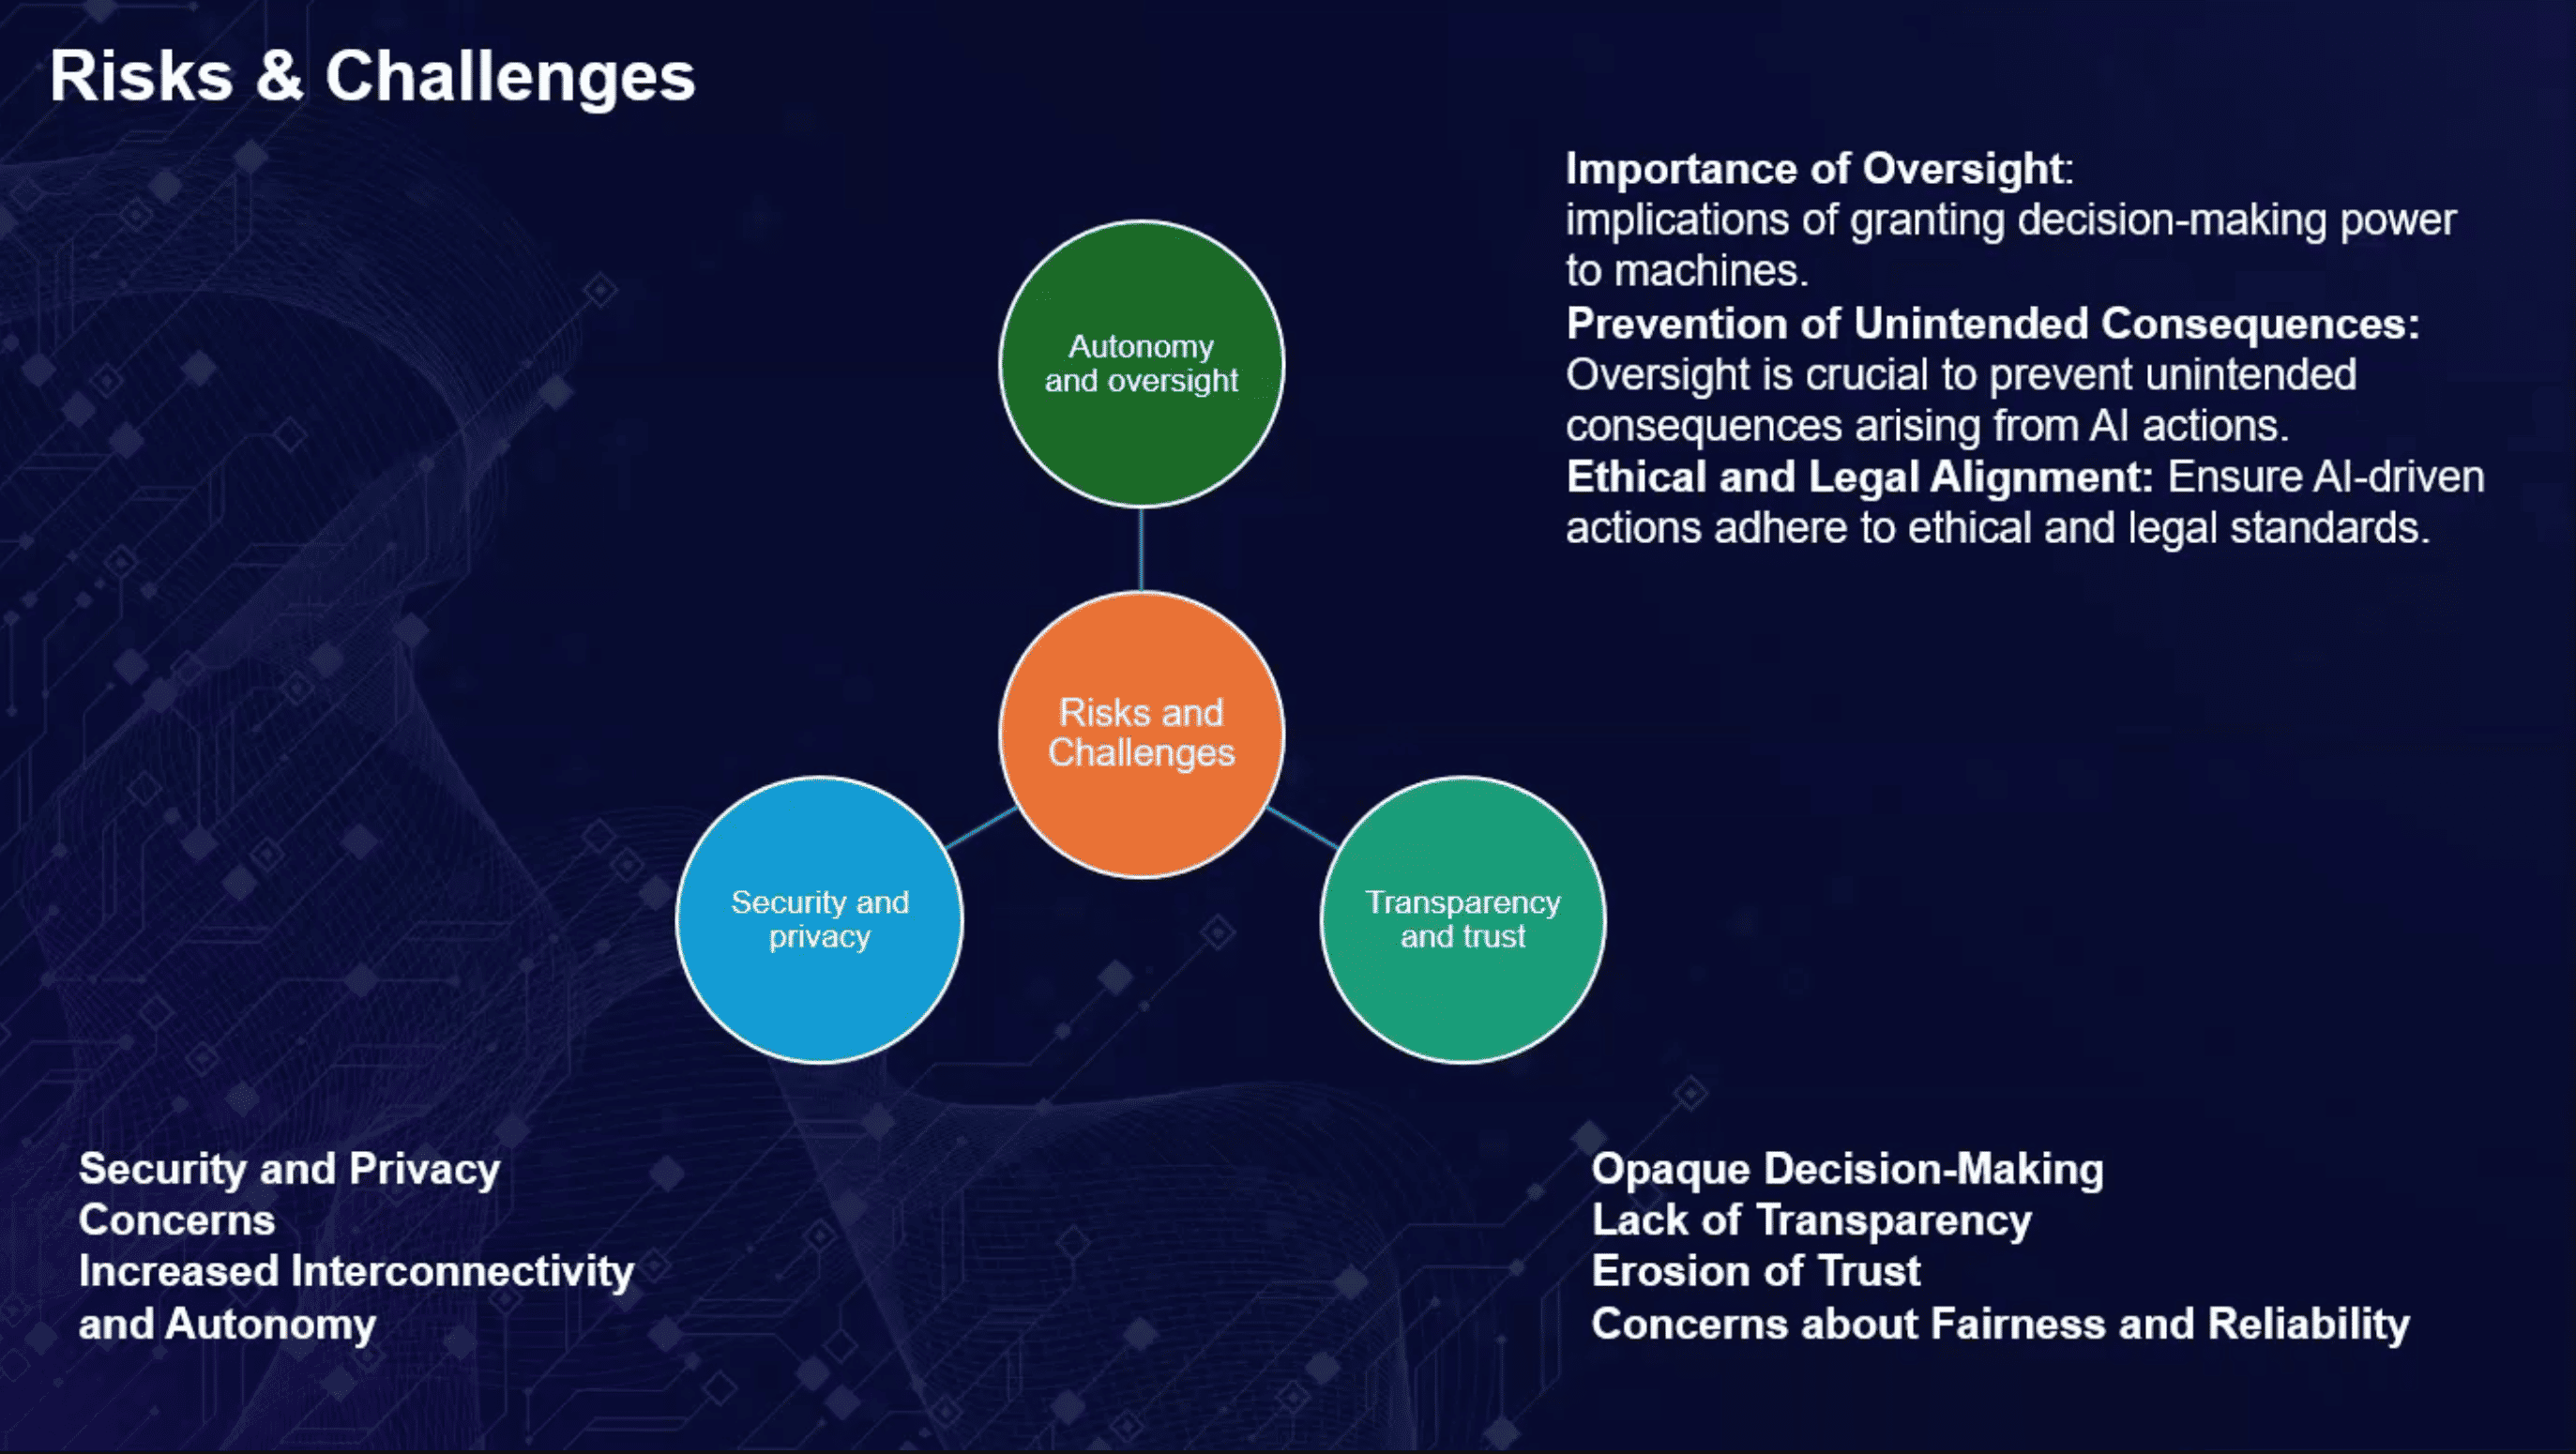 Risks & Challenges
Importance of Oversight:
implications of granting decision-making power
to machines.
Prevention of Unintended Consequences:
Oversight is crucial to prevent unintended
consequences arising from AI actions.
Ethical and Legal Alignment: Ensure AI-driven
actions adhere to ethical and legal standards.
Autonomy
and oversight
Risks and
Challenges
Security and
privacy
Transparency
and trust
Security and Privacy
Concerns
Increased Interconnectivity
and Autonomy
Opaque Decision-Making
Lack of Transparency
Erosion of Trust
Concerns about Fairness and Reliability